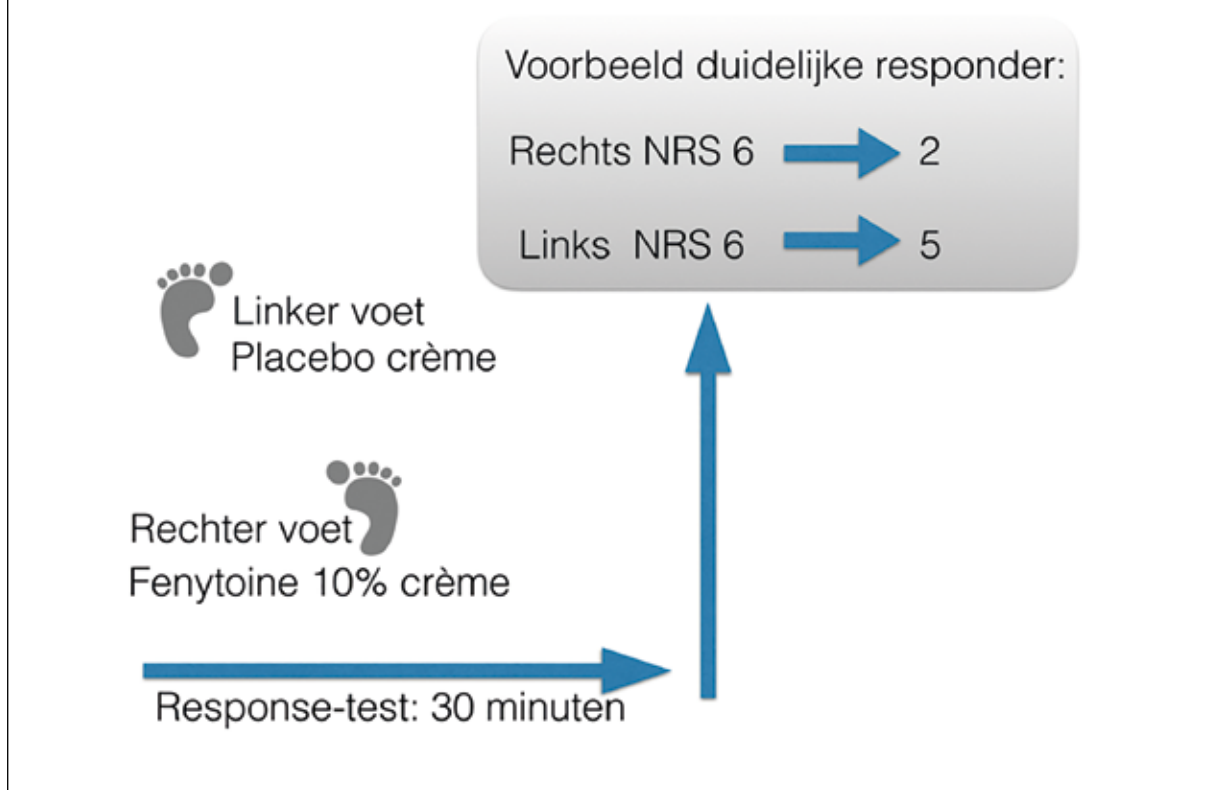 Voorbeeld duidelijke responder:
Rechts NRS 6 2
Links NRS 6 5
Linker voet
Placebo crème
Rechter voet
Fenytoine 10% crème
Response-test: 30 minuten